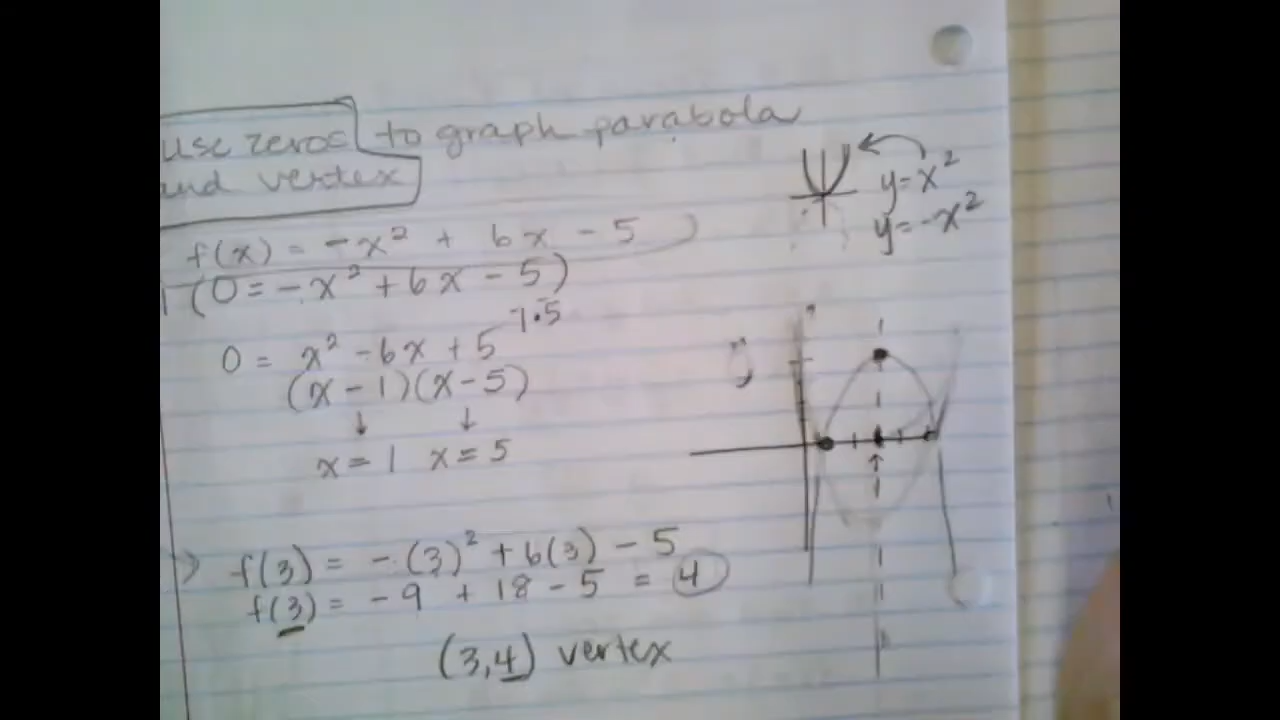 use zeros to graph parabola
and vertex
y=x²
y=-x²
f(x) = -x² + 6x - 5
(0 = -x² + 6x - 5)
-1·5
0 = x² - 6x + 5
(x - 1)(x - 5)
↓ ↓
x = 1 x = 5
f(3) = -(3)² + 6(3) - 5
f(3) = -9 + 18 - 5 = 4
(3,4) vertex